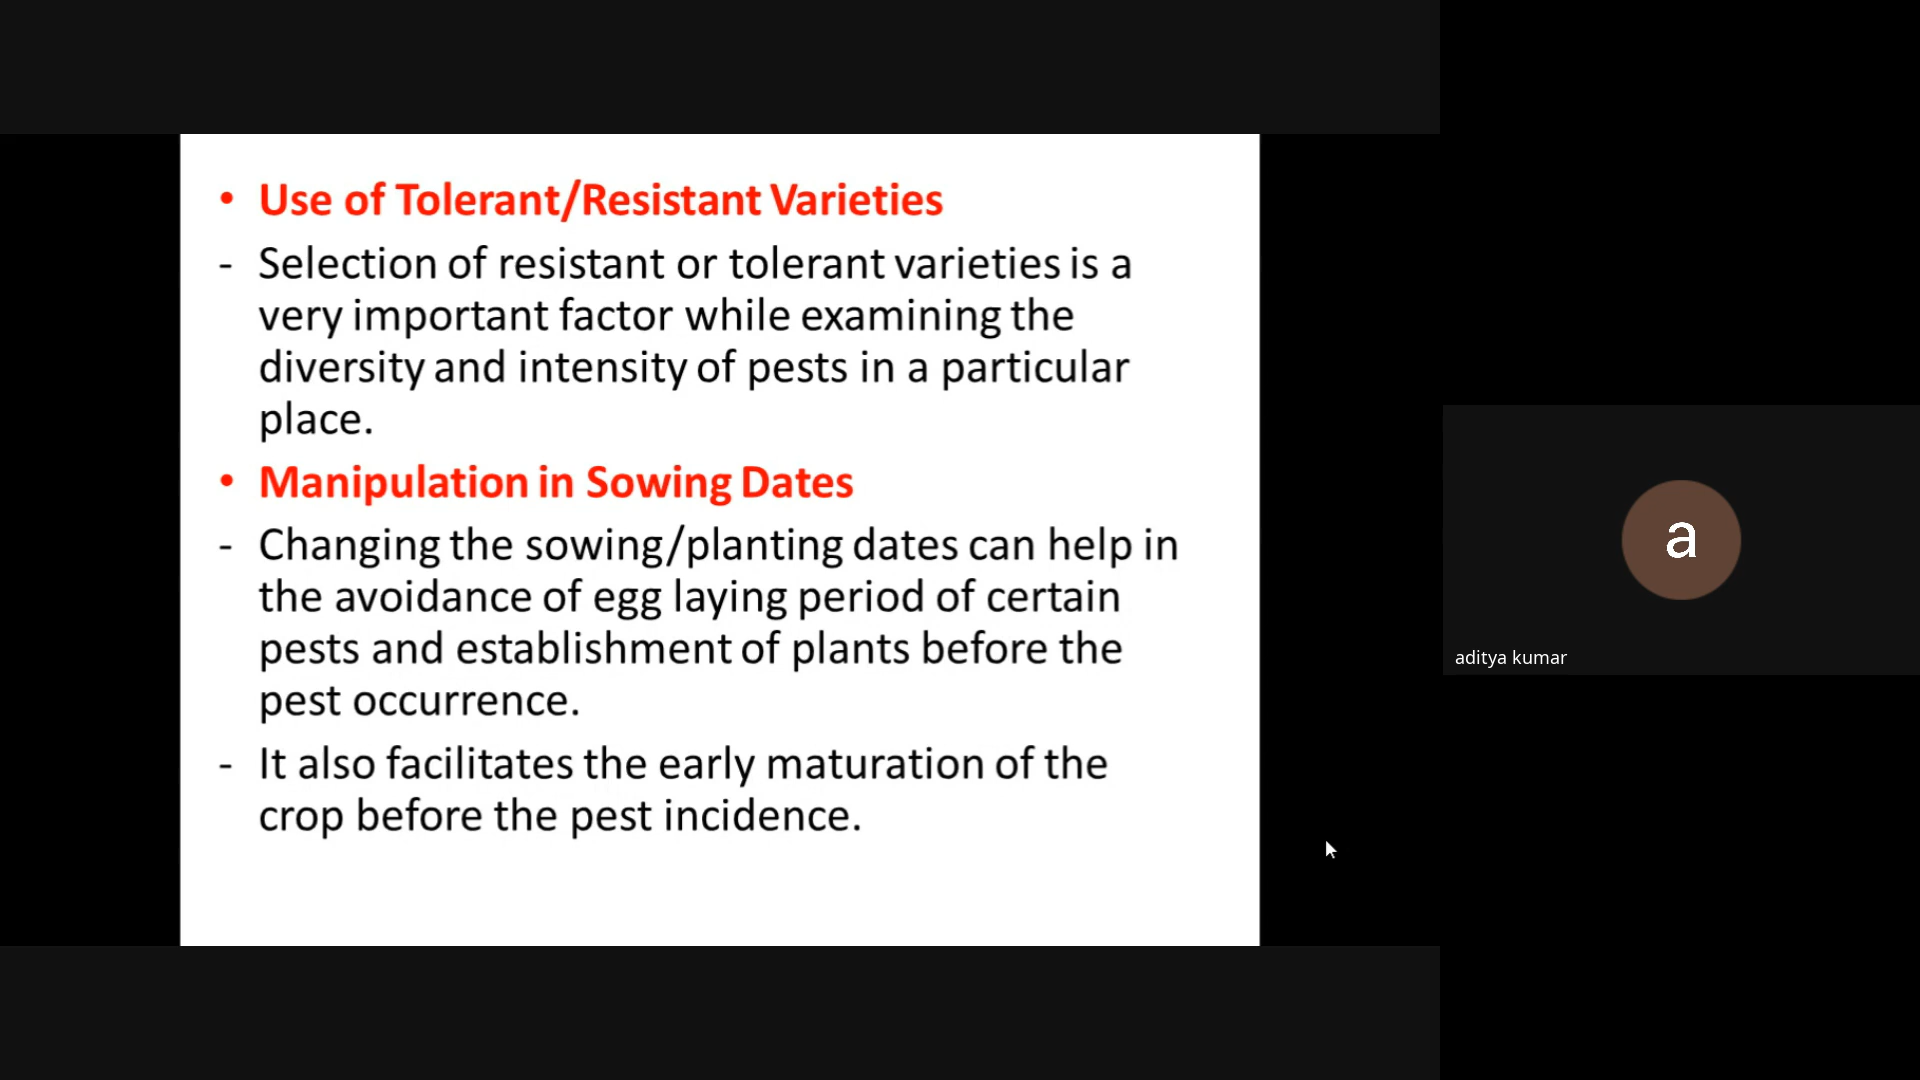 • Use of Tolerant/Resistant Varieties
- Selection of resistant or tolerant varieties is a
very important factor while examining the
diversity and intensity of pests in a particular
place.
• Manipulation in Sowing Dates
- Changing the sowing/planting dates can help in
the avoidance of egg laying period of certain
pests and establishment of plants before the
pest occurrence.
- It also facilitates the early maturation of the
crop before the pest incidence.
a
aditya kumar